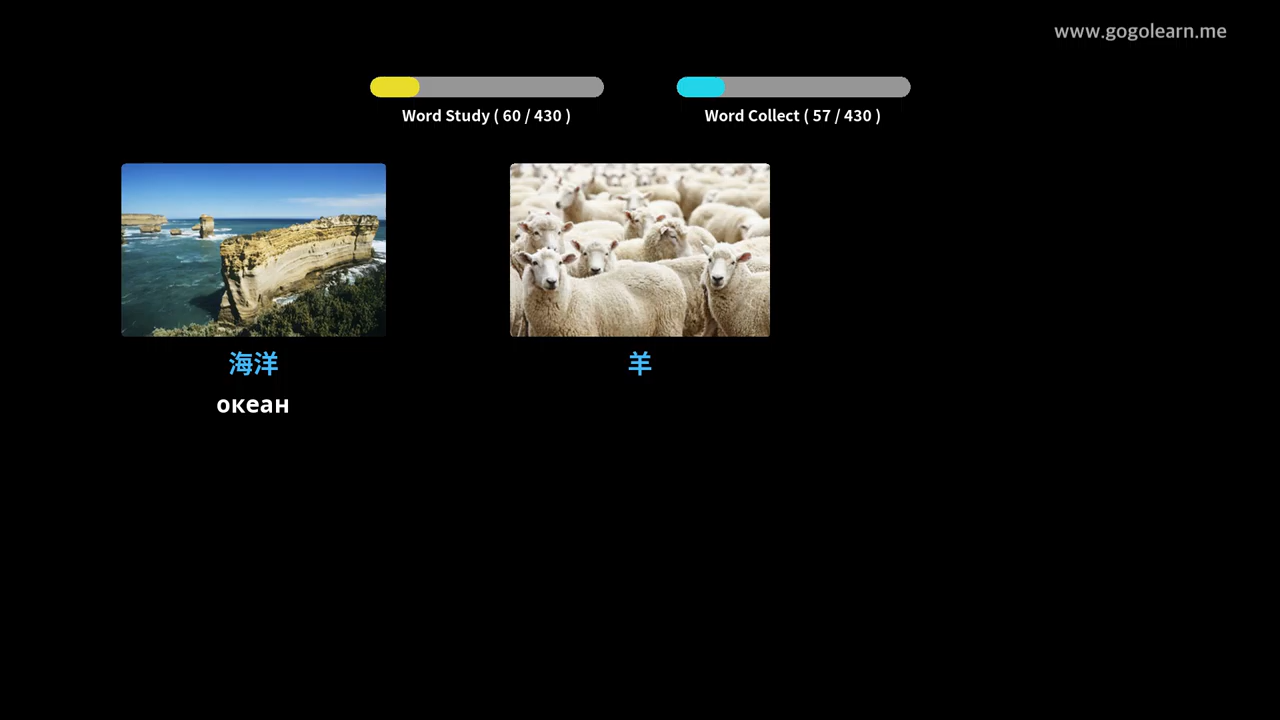 www.gogolearn.me
Word Study ( 60 / 430 )
Word Collect ( 57 / 430 )
海洋
羊
океан